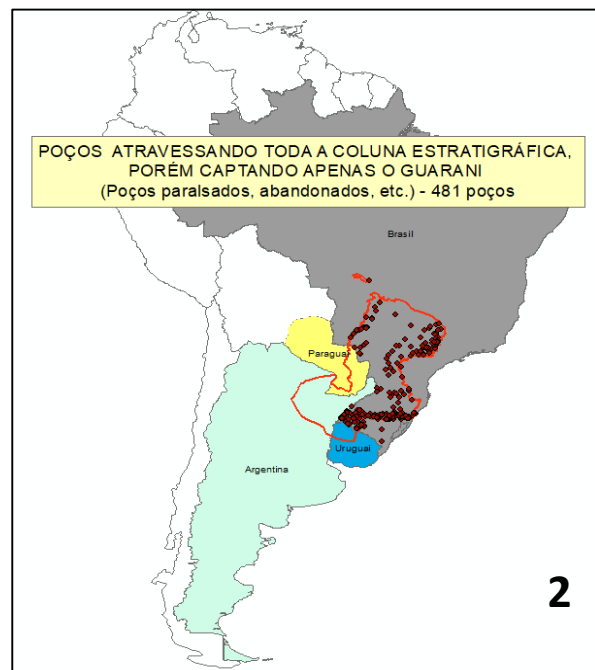 POÇOS ATRAVESSANDO TODA A COLUNA ESTRATIGRÁFICA,
PORÉM CAPTANDO APENAS O GUARANI
(Poços paralsados, abandonados, etc.) - 481 poços
Brasil
Paraguai
Uruguai
Argentina
2